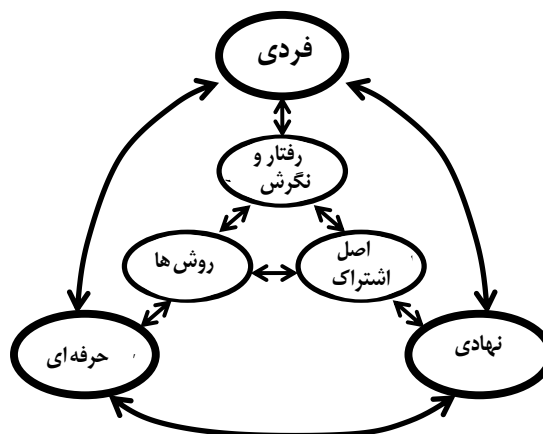 فردی
رفتار و
نگرش
اصل
اشتراک
روش ها
نهادی
حرفه ای